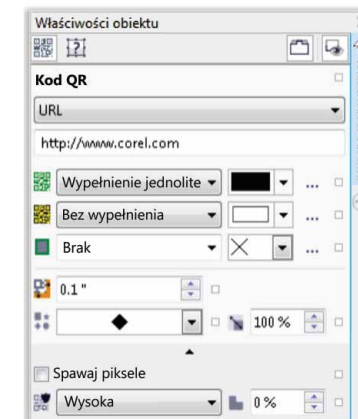 Właściwości obiektu
Kod QR
URL
http://www.corel.com
Wypełnienie jednolite
Bez wypełnienia
Brak
0.1 "
100 %
Spawaj piksele
Wysoka
0 %